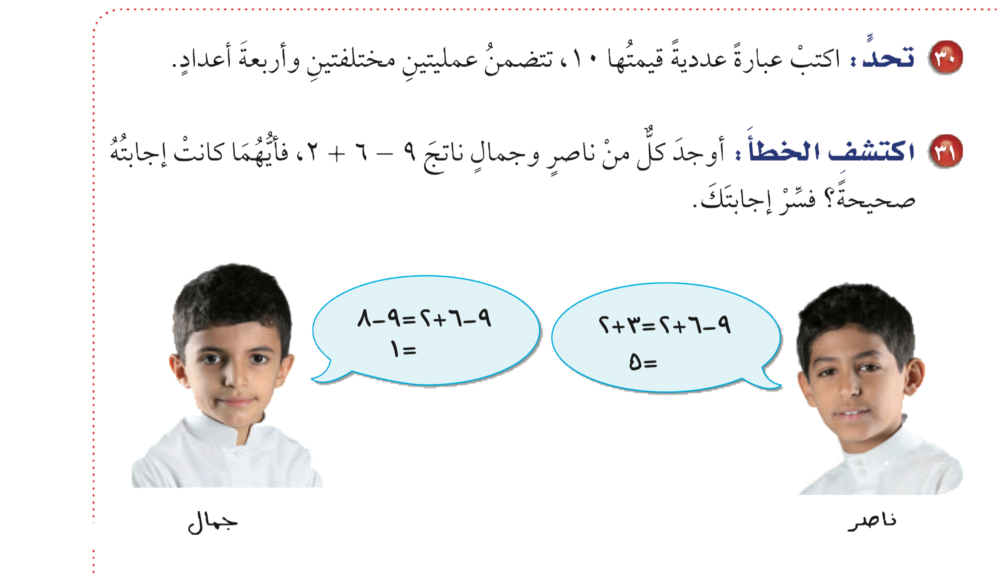 ٣٠ تحدٍّ: اكتبْ عبارةً عدديةً قيمتُها ١٠، تتضمنُ عمليتينِ مختلفتينِ وأربعةَ أعدادٍ.
٣١ اكتشفِ الخطأَ: أوجدَ كلٌّ منْ ناصرٍ وجمالٍ ناتجَ ٩ – ٦ + ٢، فأيُّهُمَا كانتْ إجابتُهُ
صحيحةً؟ فسِّرْ إجابتَكَ.
٩–٦+٢=٣+٢
=٥
٩–٦+٢=٩–٨
=١
ناصر
جمال